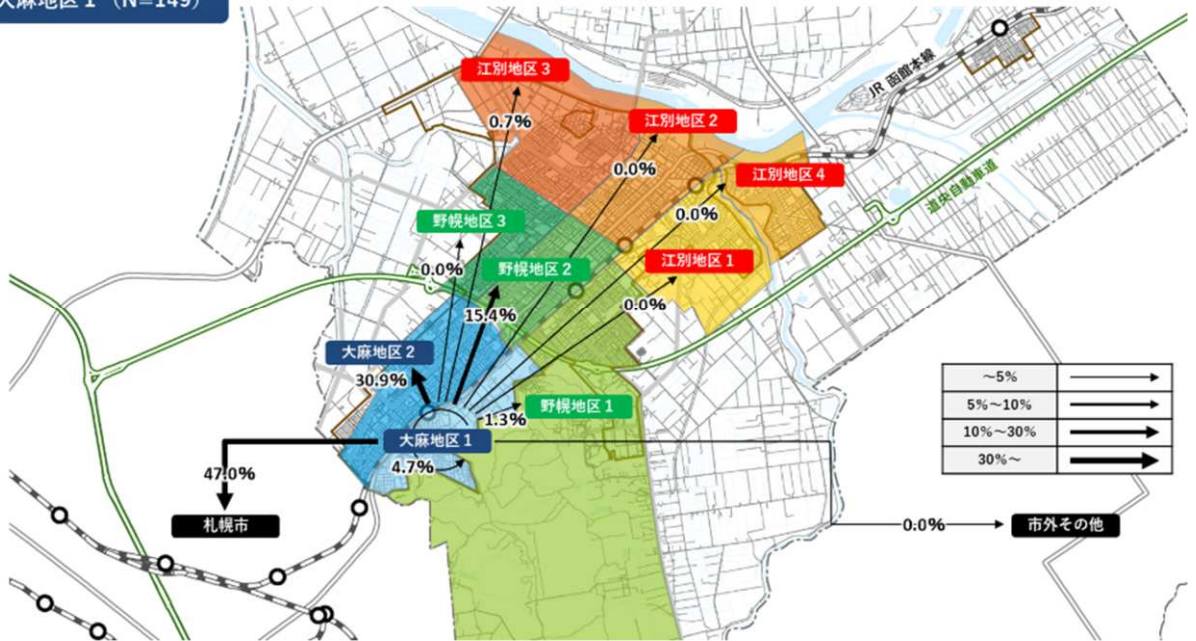 大麻地区1（N=149）
江別地区3
0.7%
江別地区2
0.0%
江別地区4
0.0%
JR 函館本線
道央自動車道
野幌地区3
0.0%
野幌地区2
15.4%
江別地区1
0.0%
大麻地区2
30.9%
野幌地区1
1.3%
大麻地区1
4.7%
47.0%
札幌市
0.0%
市外その他
～5%
5%～10%
10%～30%
30%～